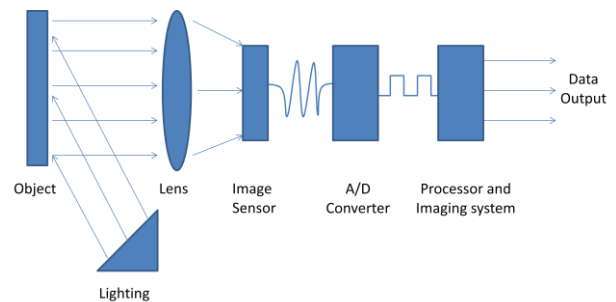 Data
Output
Object
Lens
Image
Sensor
A/D
Converter
Processor and
Imaging system
Lighting